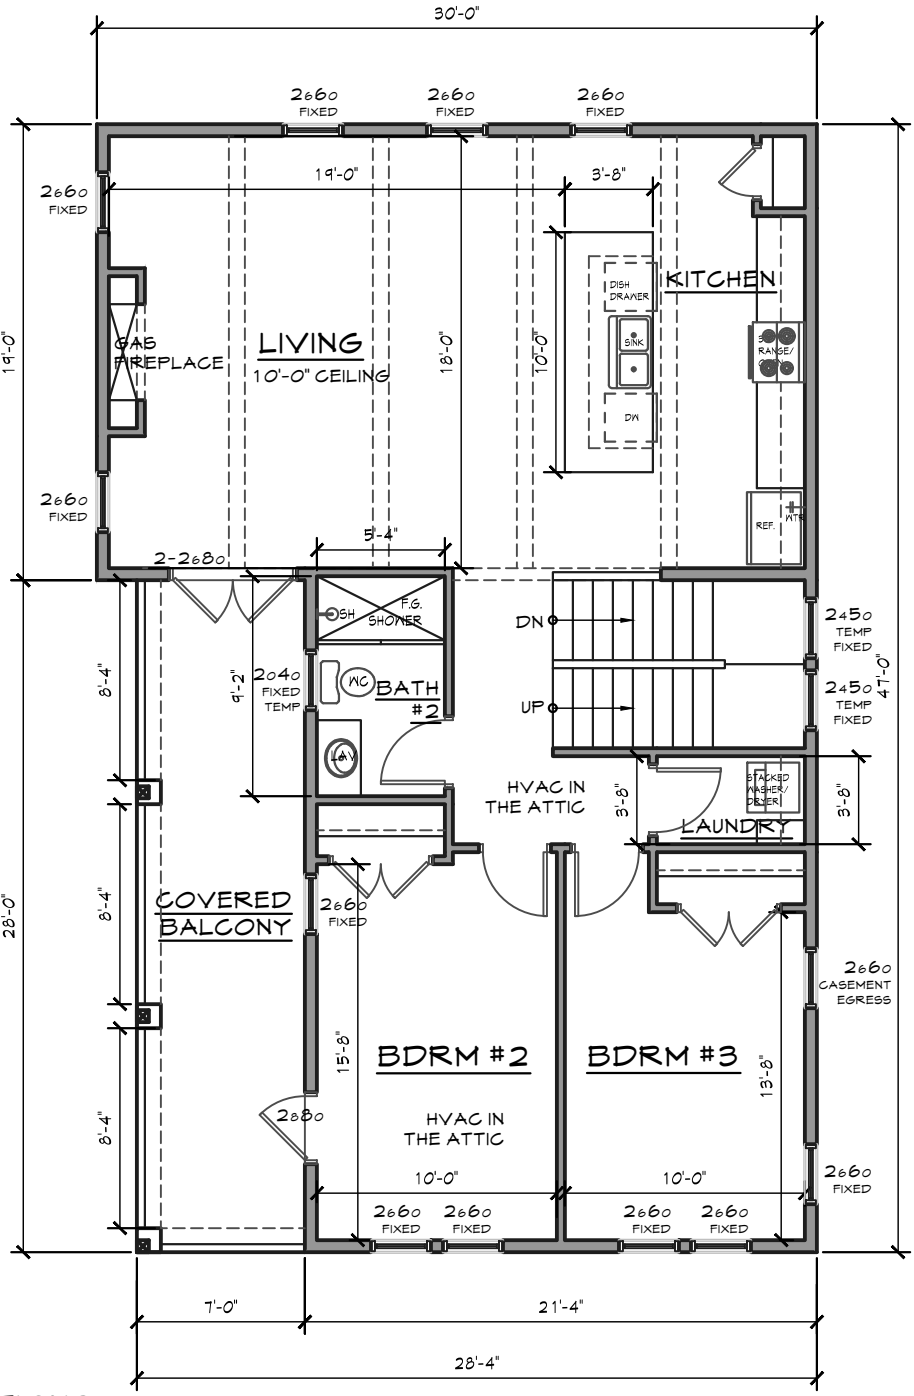 30'-0"
2660
FIXED
2660
FIXED
2660
FIXED
2660
FIXED
19'-0"
3'-8"
DISH
DRAWER
KITCHEN
SINK
RANGE/
GAS
FIREPLACE
LIVING
10'-0" CEILING
19'-0"
18'-0"
10'-0"
DW
2660
FIXED
REF.
WTR
2-2680
5'-4"
SH
F.G.
SHOWER
DN
UP
2450
TEMP
FIXED
2450
TEMP
FIXED
47'-0"
8'-4"
9'-2"
2040
FIXED
TEMP
WC
BATH
#2
LAV
HVAC IN
THE ATTIC
3'-8"
STACKED
WASHER/
DRYER
LAUNDRY
3'-8"
COVERED
BALCONY
8'-4"
28'-0"
2660
FIXED
2660
CASEMENT
EGRESS
15'-8"
BDRM #2
BDRM #3
13'-8"
8'-4"
2880
HVAC IN
THE ATTIC
10'-0"
10'-0"
2660
FIXED
2660
FIXED
2660
FIXED
2660
FIXED
2660
FIXED
7'-0"
21'-4"
28'-4"